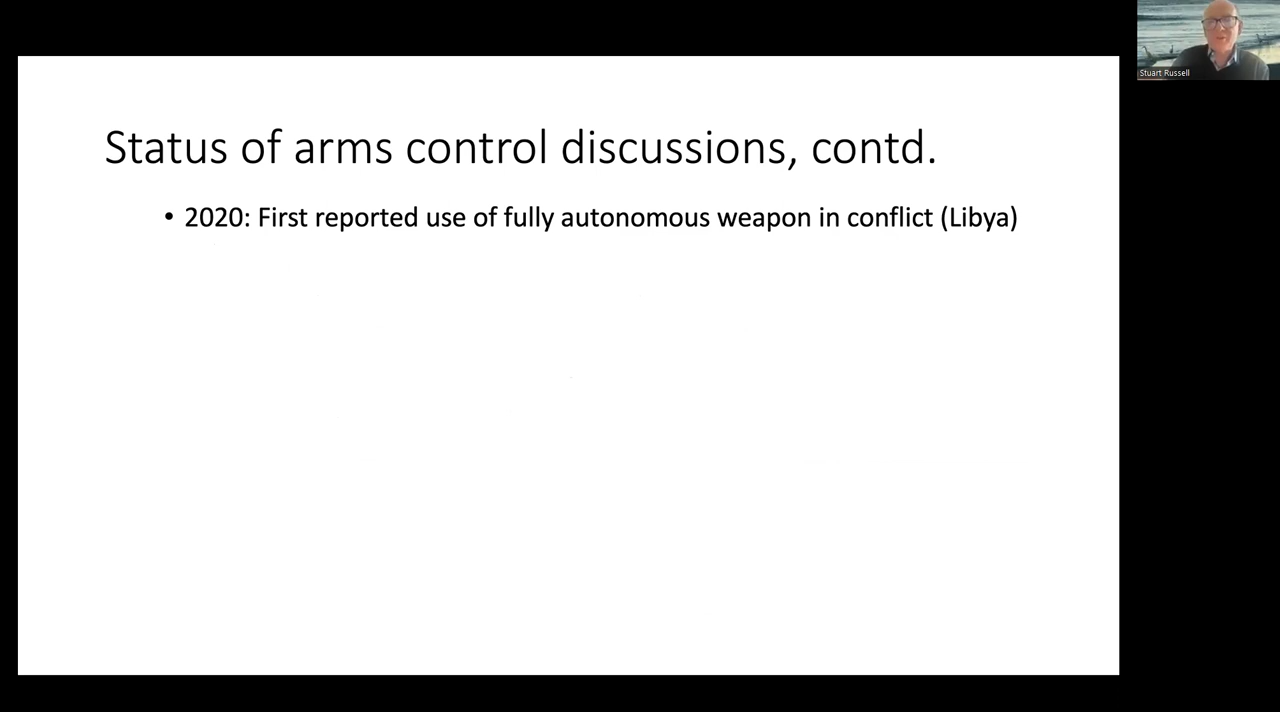 Stuart Russell
Status of arms control discussions, contd.
• 2020: First reported use of fully autonomous weapon in conflict (Libya)